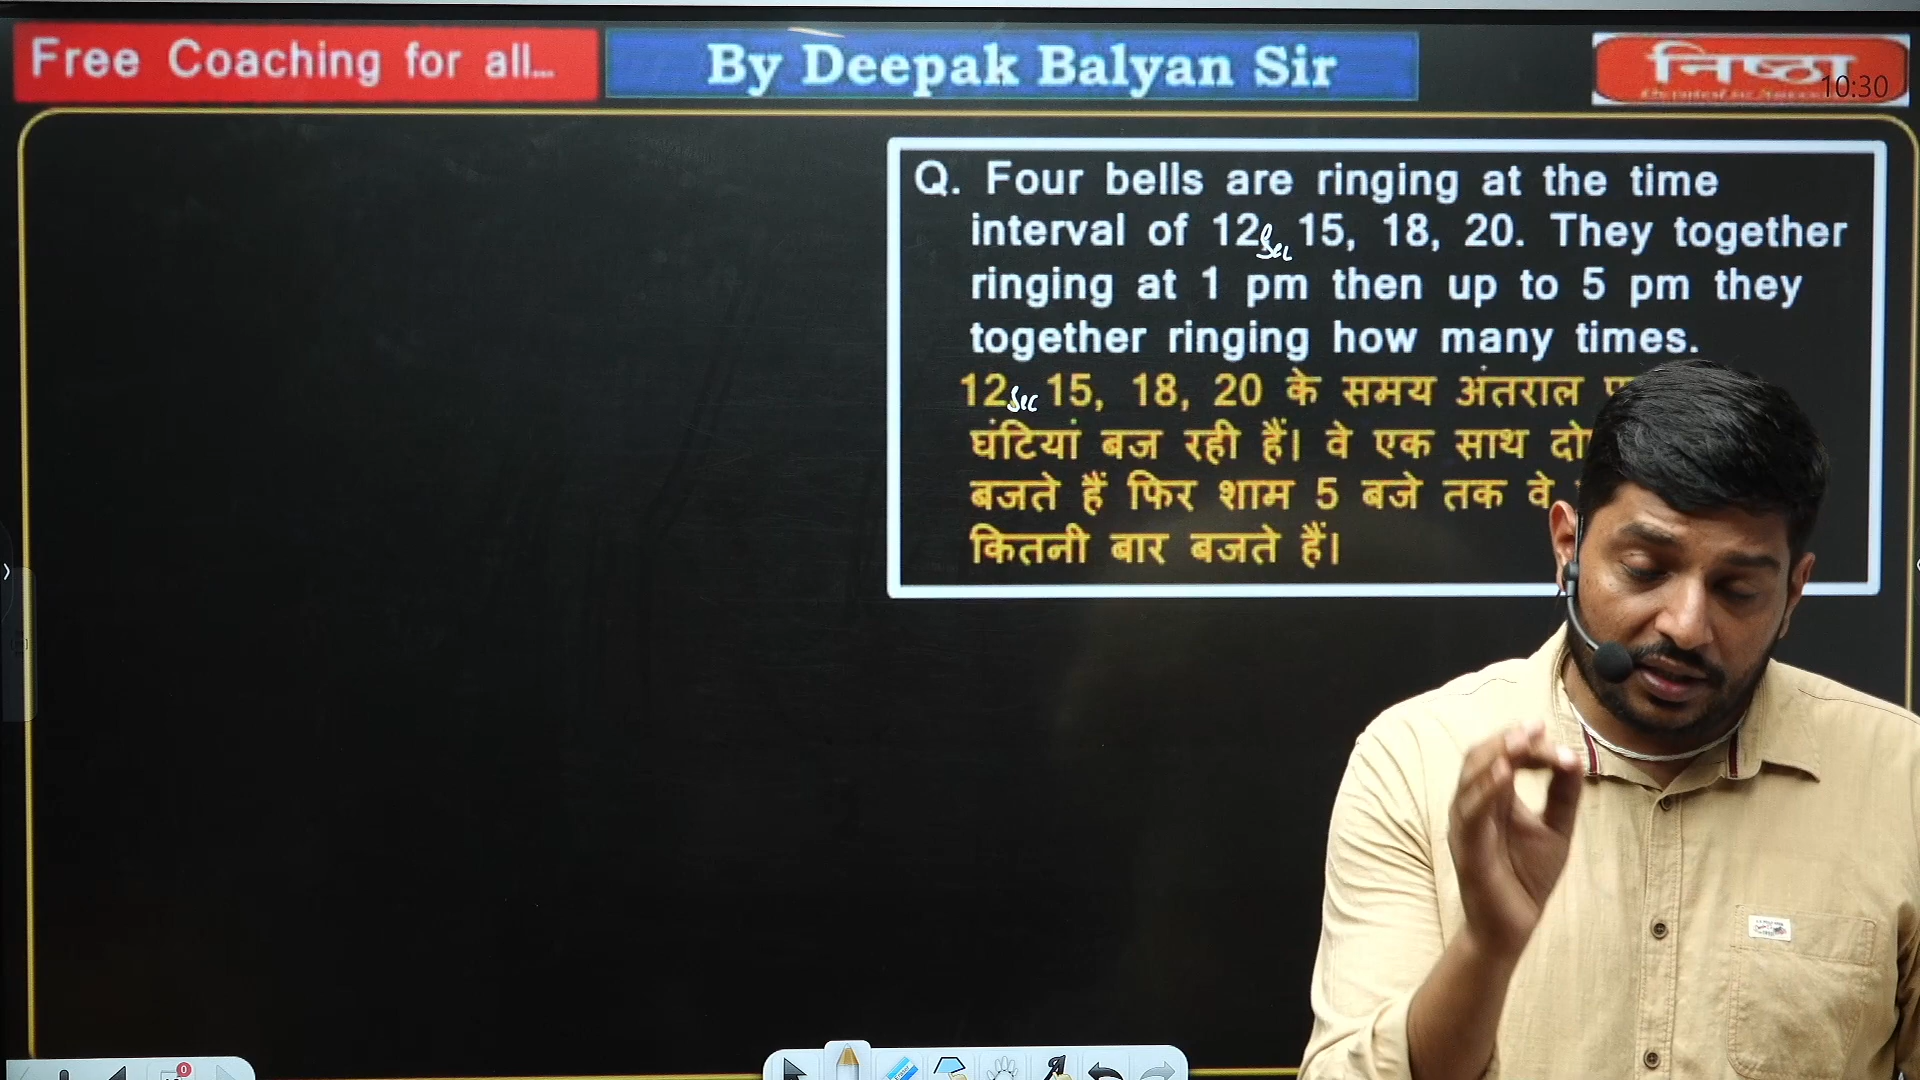 Free Coaching for all...
By Deepak Balyan Sir
निष्ठा
10:30
Q. Four bells are ringing at the time
interval of 12, sec 15, 18, 20. They together
ringing at 1 pm then up to 5 pm they
together ringing how many times.
12, sec 15, 18, 20 के समय अंतराल
घंटियां बज रही हैं। वे एक साथ
बजते हैं फिर शाम 5 बजे तक वे
कितनी बार बजते हैं।
0